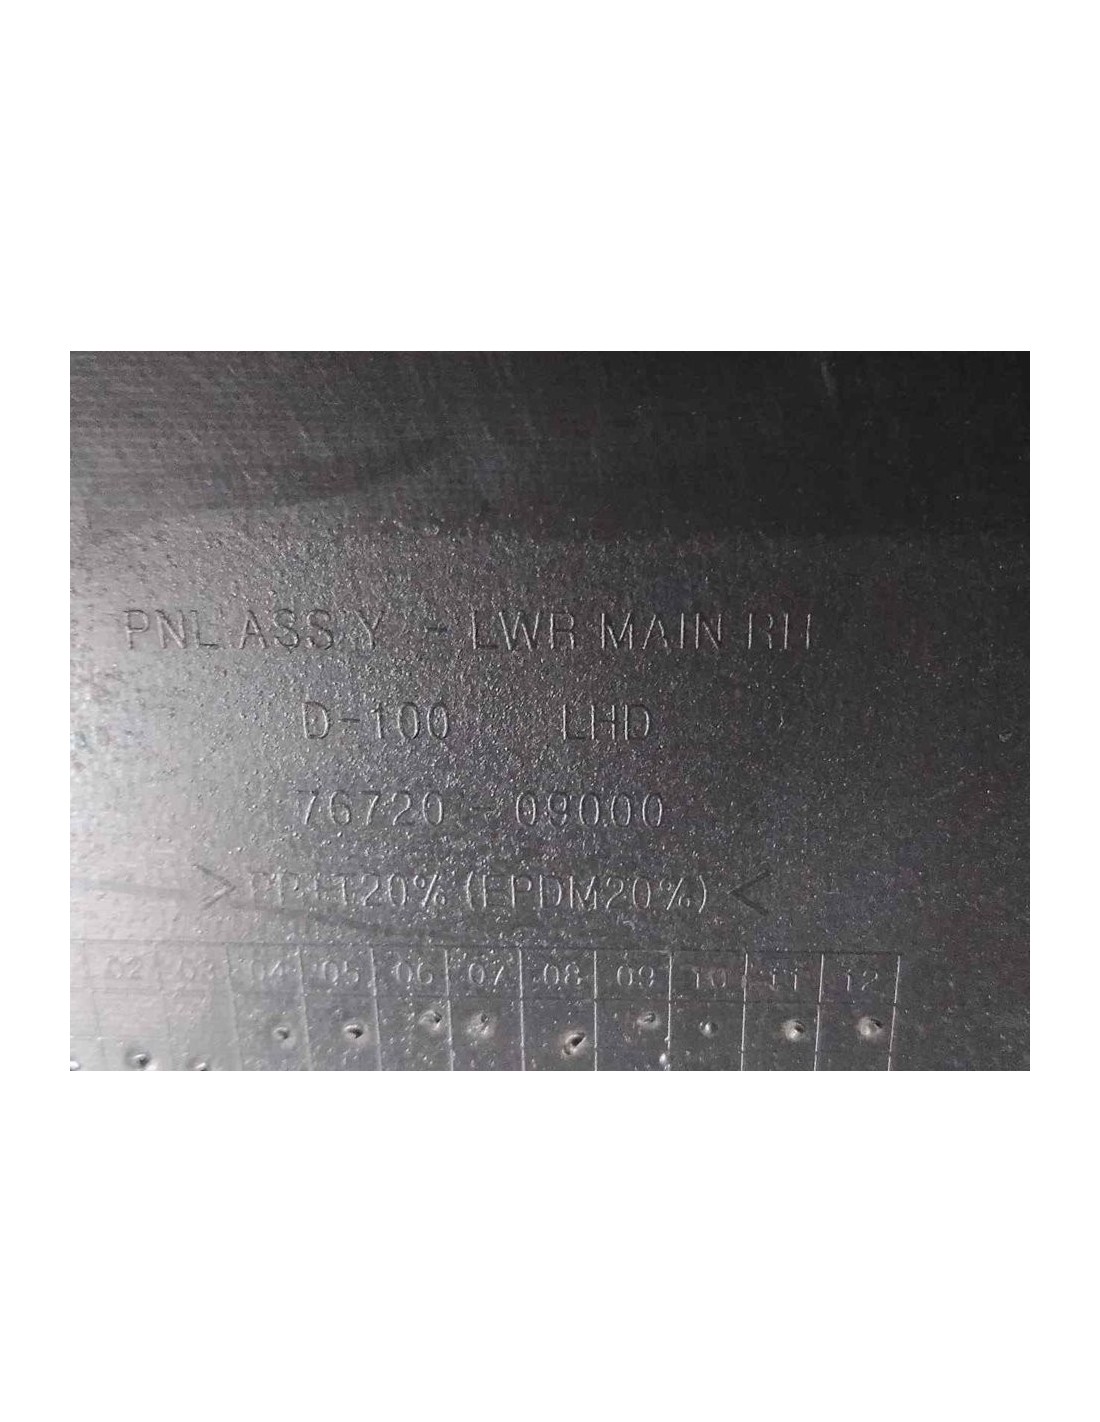 PNL ASS'Y - LWR MAIN RH
D-100 LHD
76720-09000
>PP+T20%(EPDM20%)<
02 03 04 05 06 07 08 09 10 11 12